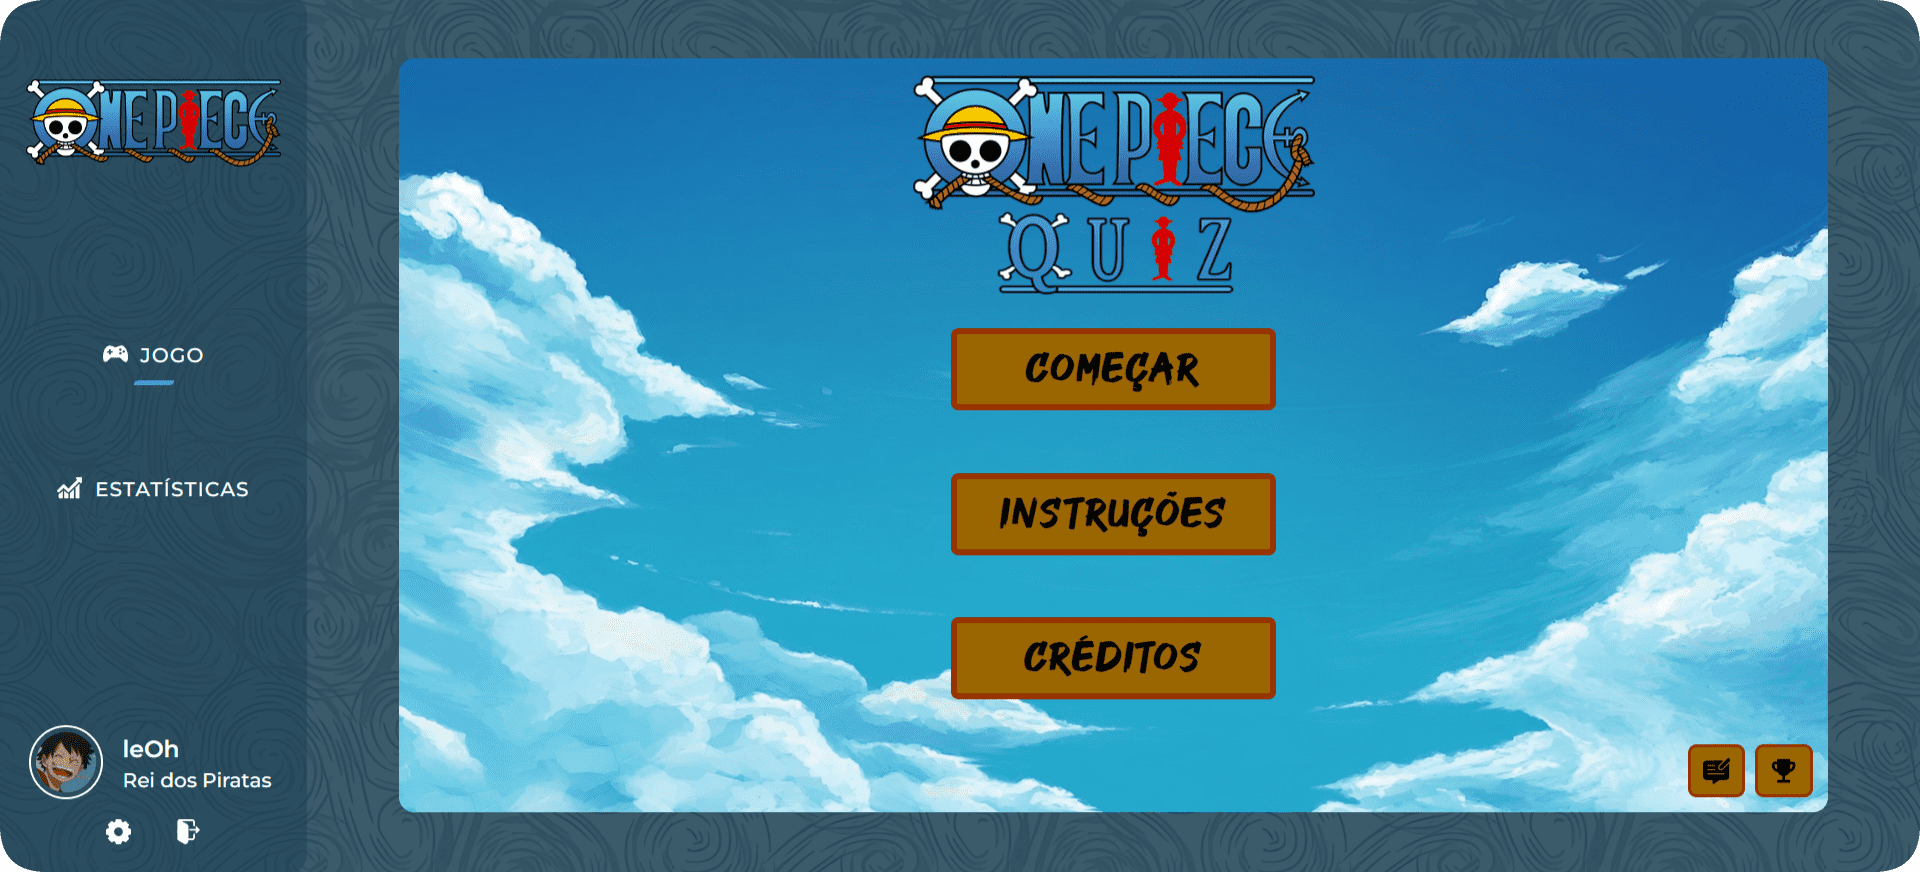 ONE PIECE
JOGO
ESTATÍSTICAS
leOh
Rei dos Piratas
ONE PIECE
QUIZ
COMEÇAR
INSTRUÇÕES
CRÉDITOS